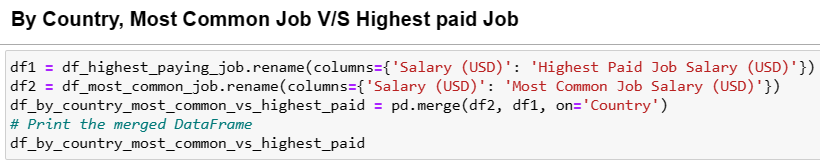 By Country, Most Common Job V/S Highest paid Job
df1 = df_highest_paying_job.rename(columns={'Salary (USD)': 'Highest Paid Job Salary (USD)'})
df2 = df_most_common_job.rename(columns={'Salary (USD)': 'Most Common Job Salary (USD)'})
df_by_country_most_common_vs_highest_paid = pd.merge(df2, df1, on='Country')
# Print the merged DataFrame
df_by_country_most_common_vs_highest_paid